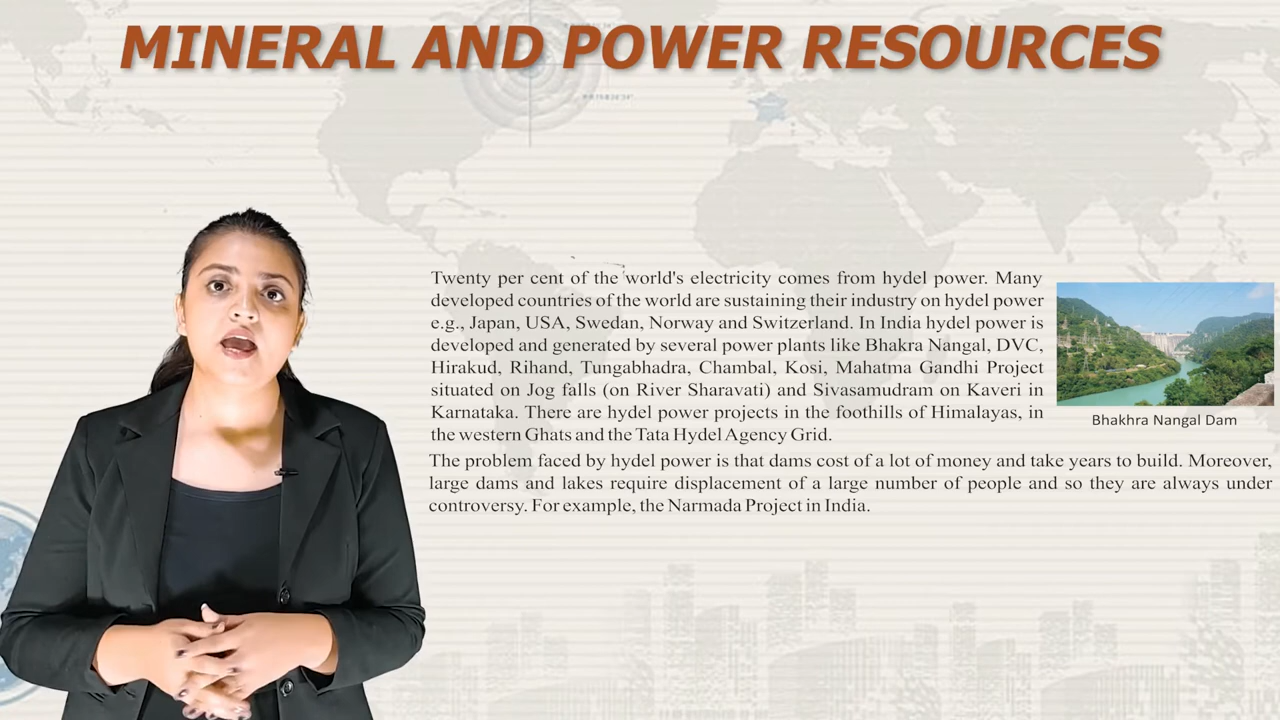 MINERAL AND POWER RESOURCES
Twenty per cent of the world's electricity comes from hydel power. Many
developed countries of the world are sustaining their industry on hydel power
e.g., Japan, USA, Swedan, Norway and Switzerland. In India hydel power is
developed and generated by several power plants like Bhakra Nangal, DVC,
Hirakud, Rihand, Tungabhadra, Chambal, Kosi, Mahatma Gandhi Project
situated on Jog falls (on River Sharavati) and Sivasamudram on Kaveri in
Karnataka. There are hydel power projects in the foothills of Himalayas, in
the western Ghats and the Tata Hydel Agency Grid.
Bhakhra Nangal Dam
The problem faced by hydel power is that dams cost of a lot of money and take years to build. Moreover,
large dams and lakes require displacement of a large number of people and so they are always under
controversy. For example, the Narmada Project in India.